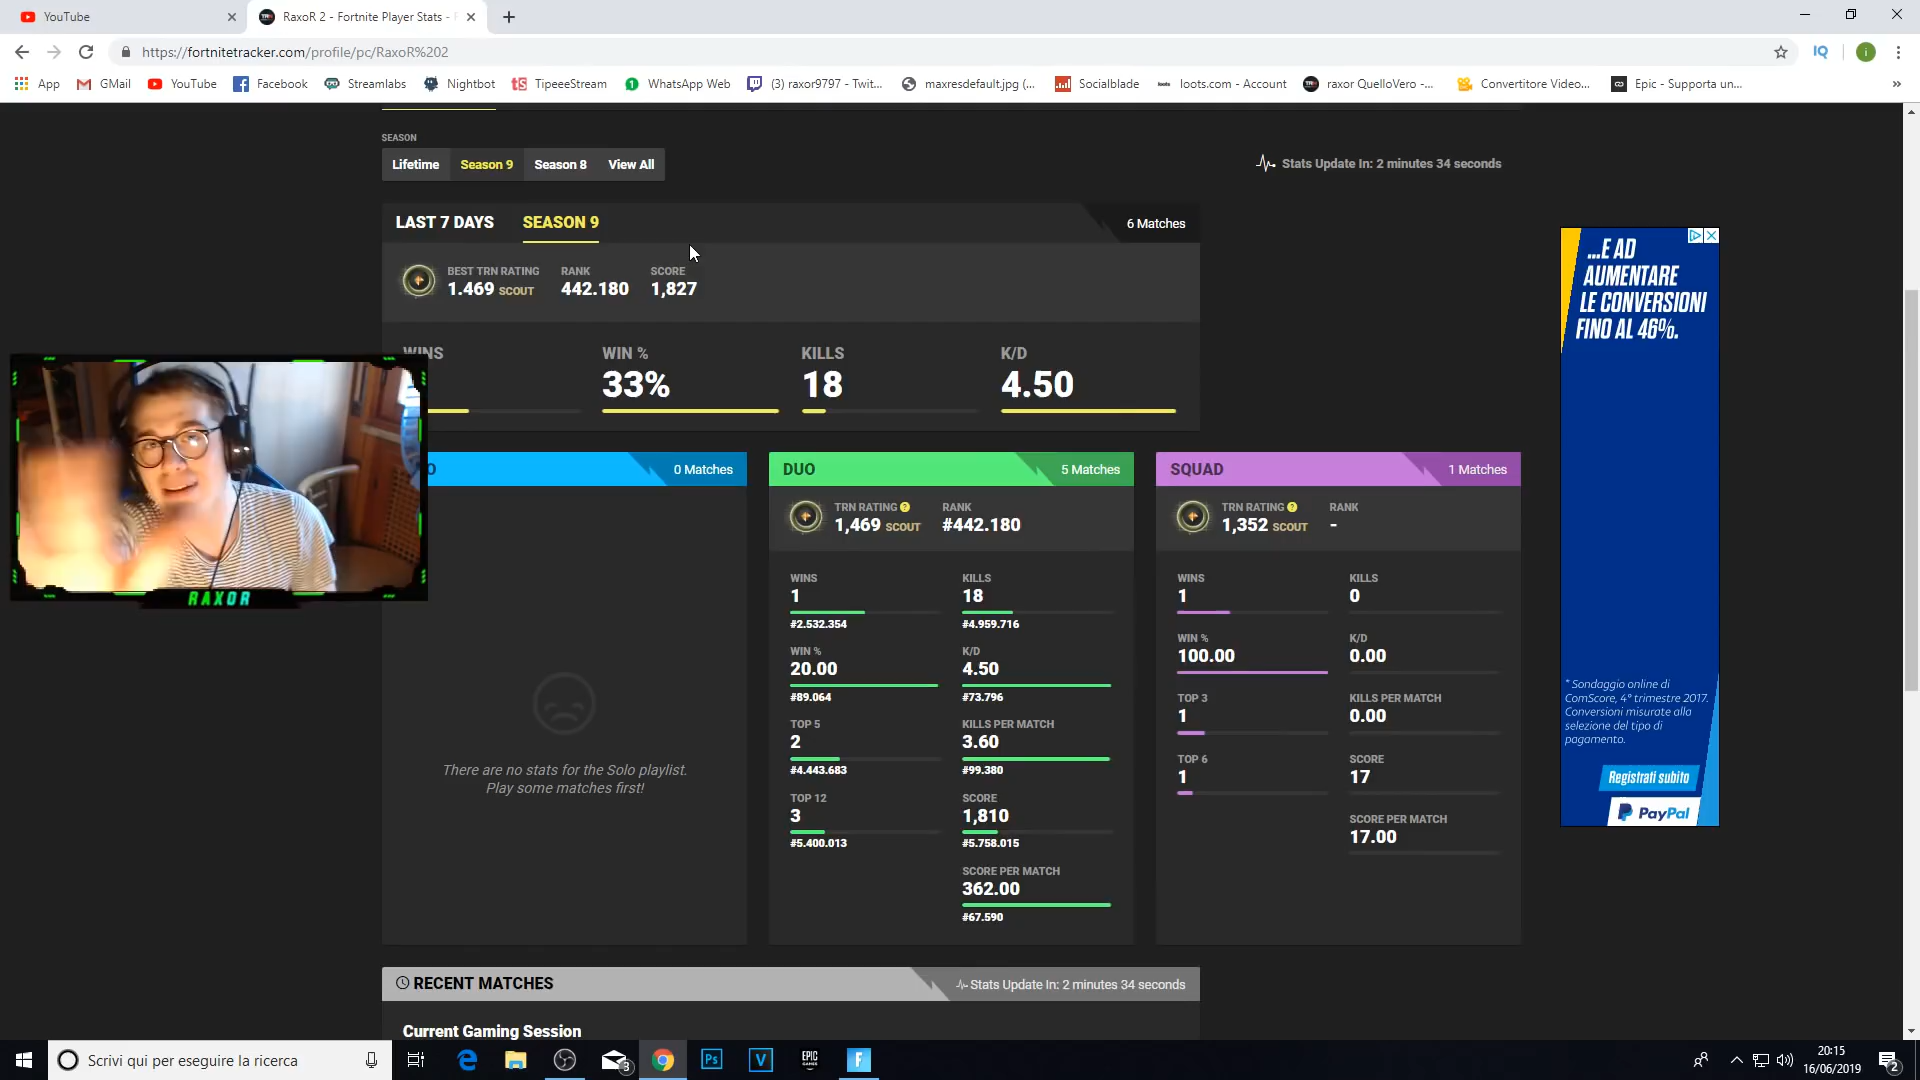 YouTube
RaxoR 2 - Fortnite Player Stats -
https://fortnitetracker.com/profile/pc/RaxoR%202
App
GMail
YouTube
Facebook
Streamlabs
Nightbot
TipeeeStream
WhatsApp Web
(3) raxor9797 - Twit...
maxresdefault.jpg (...
Socialblade
loots.com - Account
raxor QuelloVero -...
Convertitore Video...
Epic - Supporta un...
SEASON
Lifetime
Season 9
Season 8
View All
Stats Update In: 2 minutes 34 seconds
LAST 7 DAYS
SEASON 9
6 Matches
BEST TRN RATING
1.469 SCOUT
RANK
442.180
SCORE
1,827
WINS
WIN %
33%
KILLS
18
K/D
4.50
0 Matches
There are no stats for the Solo playlist.
Play some matches first!
DUO
5 Matches
TRN RATING ?
1,469 SCOUT
RANK
#442.180
WINS
1
#2.532.354
KILLS
18
#4.959.716
WIN %
20.00
#89.064
K/D
4.50
#73.796
TOP 5
2
#4.443.683
KILLS PER MATCH
3.60
#99.380
TOP 12
3
#5.400.013
SCORE
1,810
#5.758.015
SCORE PER MATCH
362.00
#67.590
SQUAD
1 Matches
TRN RATING ?
1,352 SCOUT
RANK
-
WINS
1
KILLS
0
WIN %
100.00
K/D
0.00
TOP 3
1
KILLS PER MATCH
0.00
TOP 6
1
SCORE
17
SCORE PER MATCH
17.00
RECENT MATCHES
Stats Update In: 2 minutes 34 seconds
Current Gaming Session
RAXOR
...E AD
AUMENTARE
LE CONVERSIONI
FINO AL 46%.
* Sondaggio online di
ComScore, 4° trimestre 2017.
Conversioni misurate alla
selezione del tipo di
pagamento.
Registrati subito
PayPal
Scrivi qui per eseguire la ricerca
3
Ps
V
EPIC
GAMES
20:15
16/06/2019
2